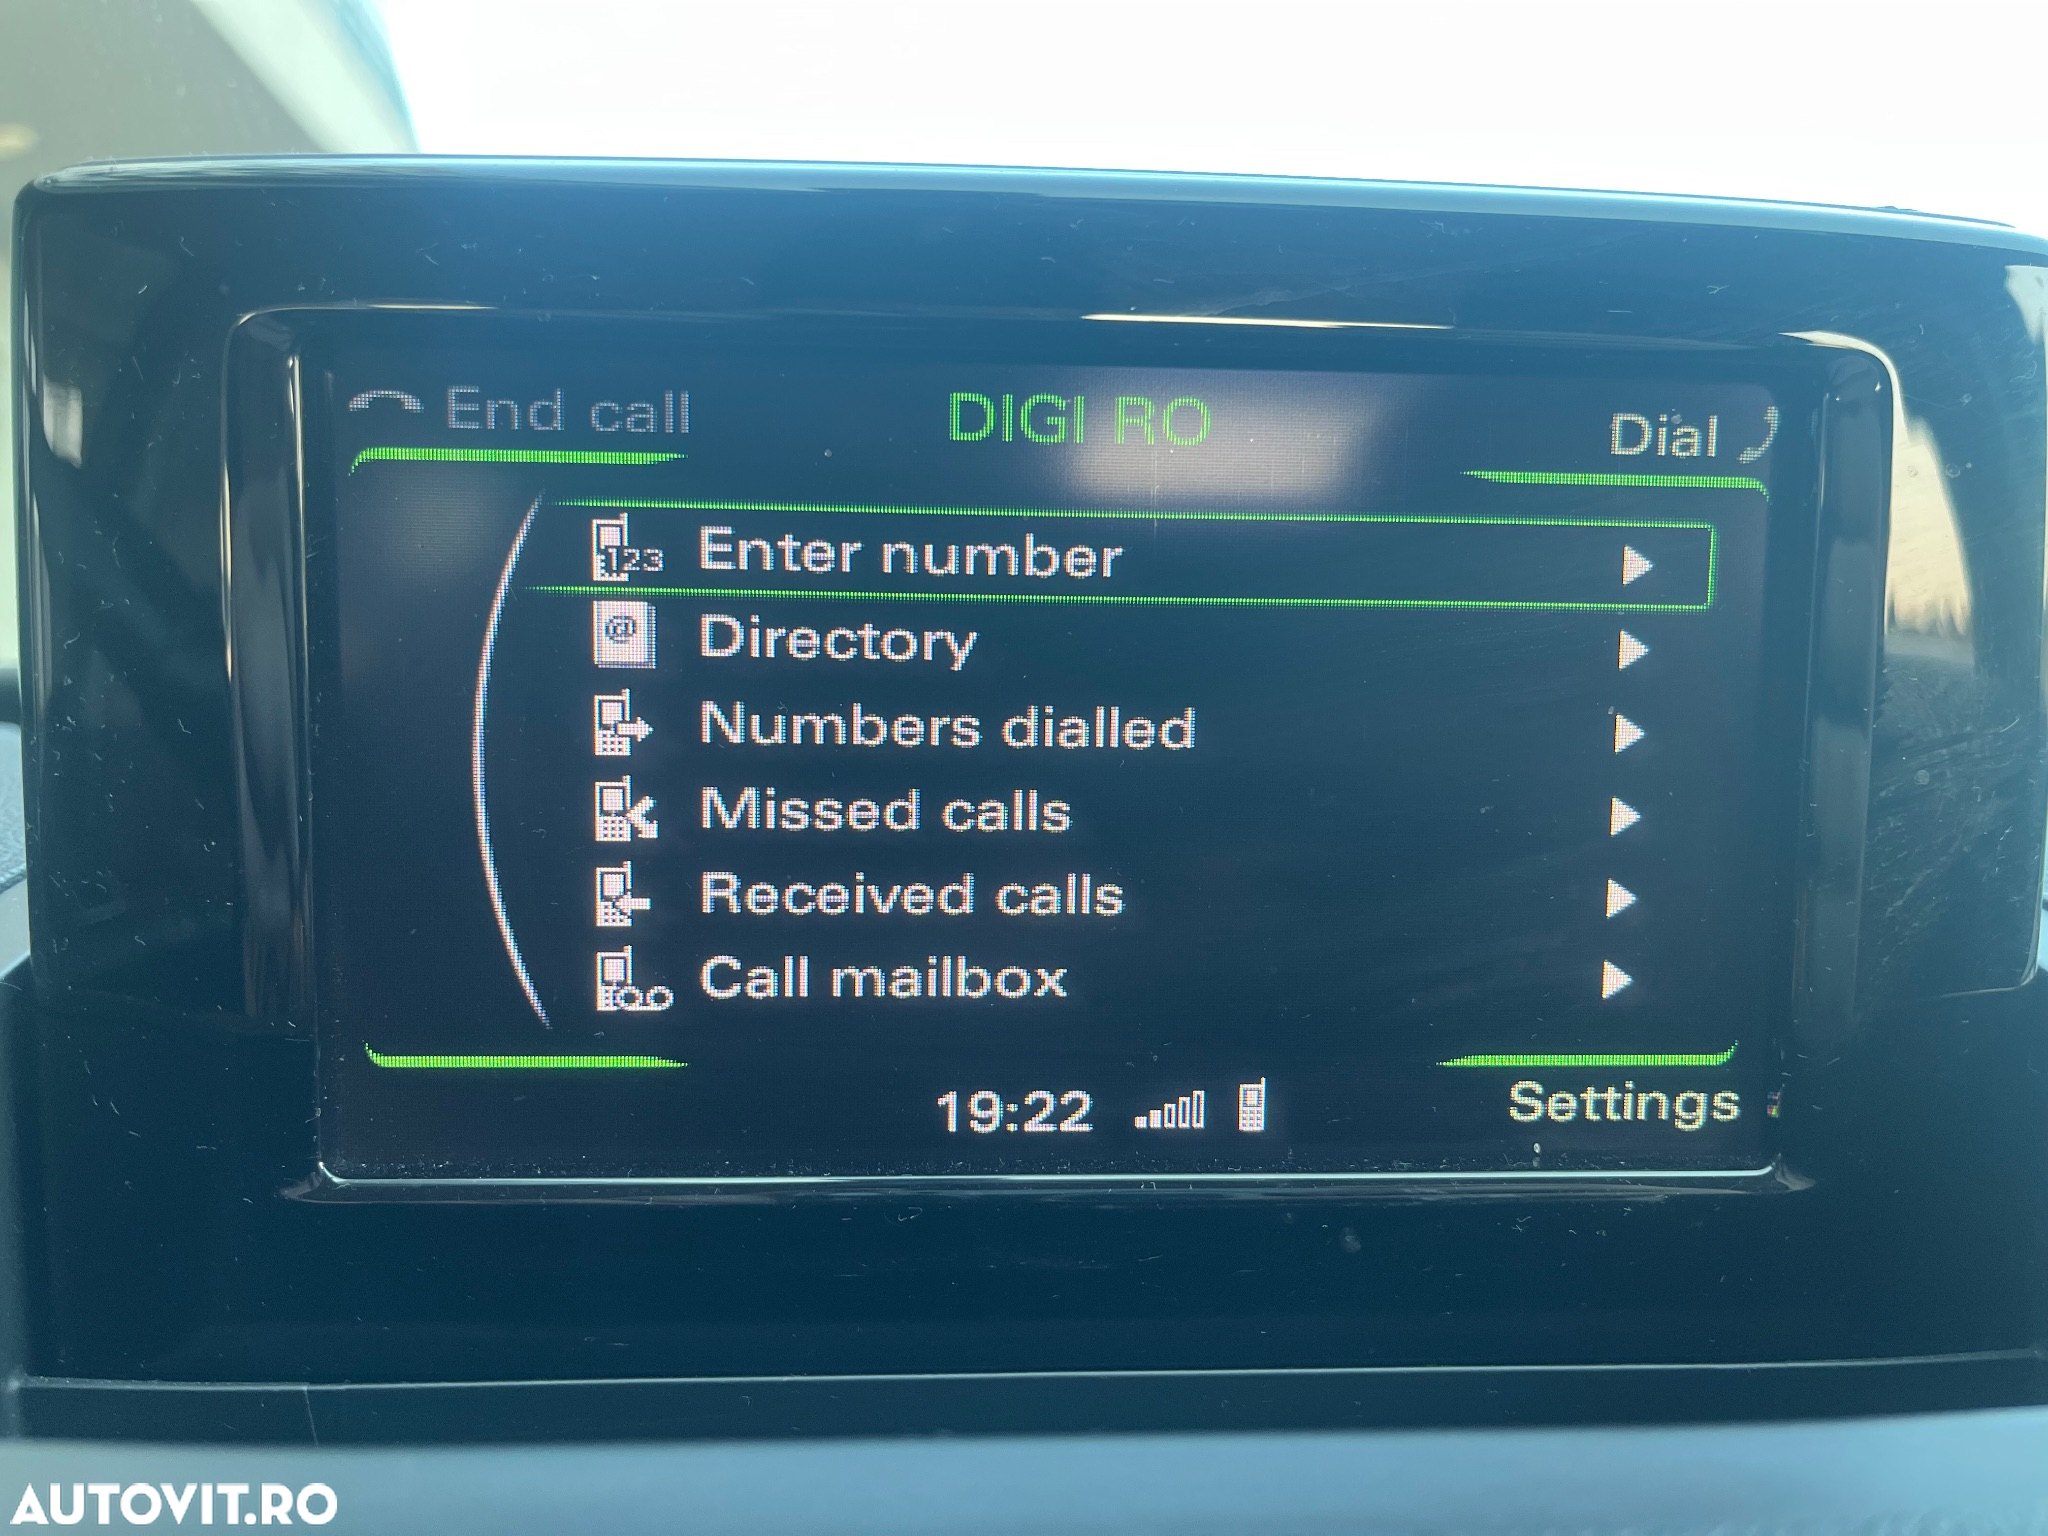 End call
DIGI RO
Dial
123 Enter number
@ Directory
Numbers dialled
Missed calls
Received calls
Call mailbox
19:22
Settings
AUTOVIT.RO